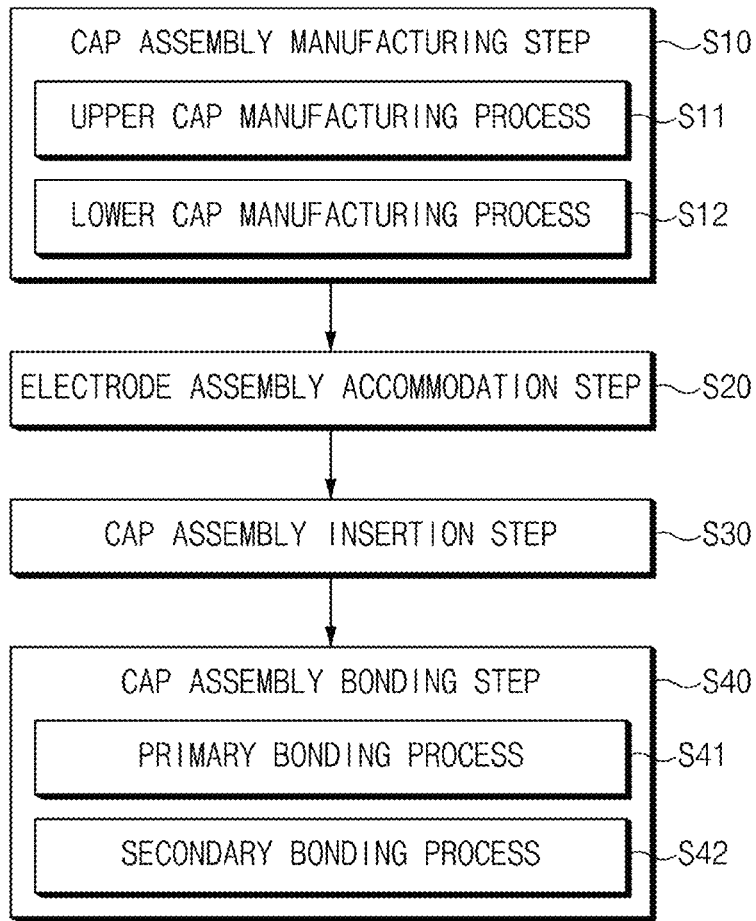 CAP ASSEMBLY MANUFACTURING STEP S10
UPPER CAP MANUFACTURING PROCESS S11
LOWER CAP MANUFACTURING PROCESS S12
ELECTRODE ASSEMBLY ACCOMMODATION STEP S20
CAP ASSEMBLY INSERTION STEP S30
CAP ASSEMBLY BONDING STEP S40
PRIMARY BONDING PROCESS S41
SECONDARY BONDING PROCESS S42